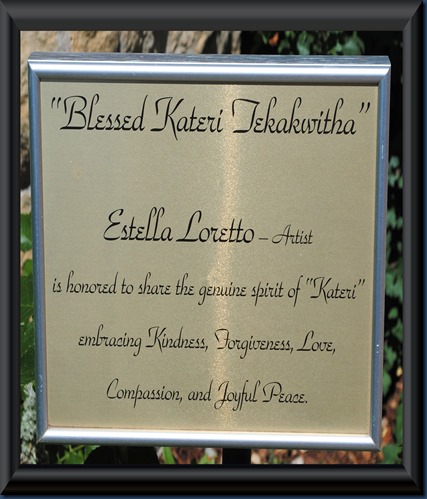 "Blessed Kateri Tekakwitha"
Estella Loretto – Artist
is honored to share the genuine spirit of "Kateri"
embracing Kindness, Forgiveness, Love,
Compassion, and Joyful Peace.